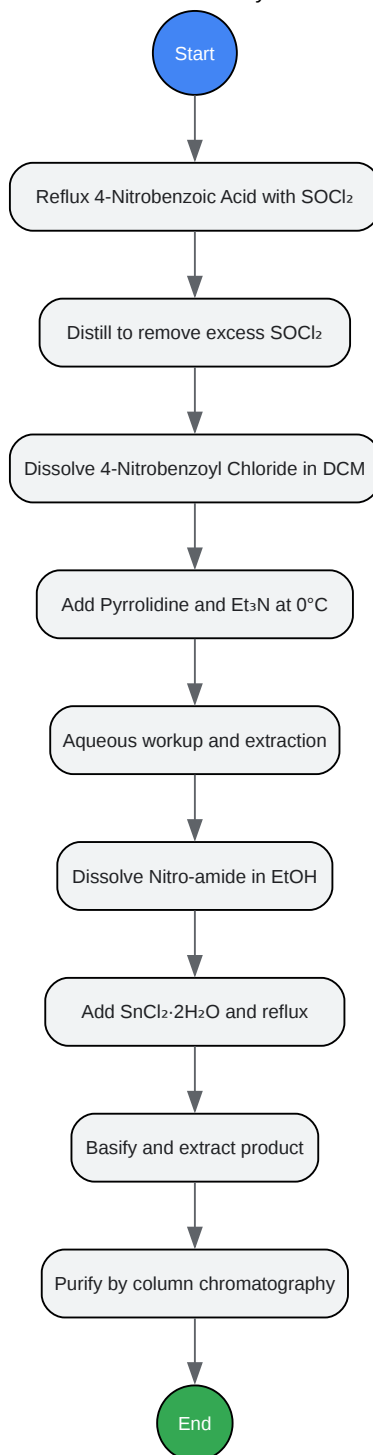 Start
Reflux 4-Nitrobenzoic Acid with SOCl₂
Distill to remove excess SOCl₂
Dissolve 4-Nitrobenzoyl Chloride in DCM
Add Pyrrolidine and Et₃N at 0°C
Aqueous workup and extraction
Dissolve Nitro-amide in EtOH
Add SnCl₂·2H₂O and reflux
Basify and extract product
Purify by column chromatography
End